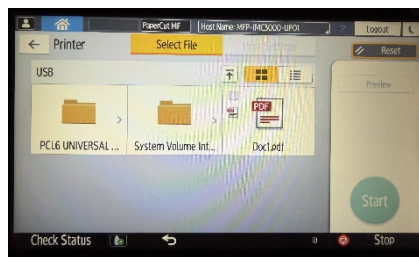 PaperCut MF Host Name: MFP-IMC3000-UP01 ? Logout
← Printer Select File Reset
USB Preview
PCL6 UNIVERSAL ... System Volume Inf... Doc1.pdf
PDF
Start
Check Status Stop